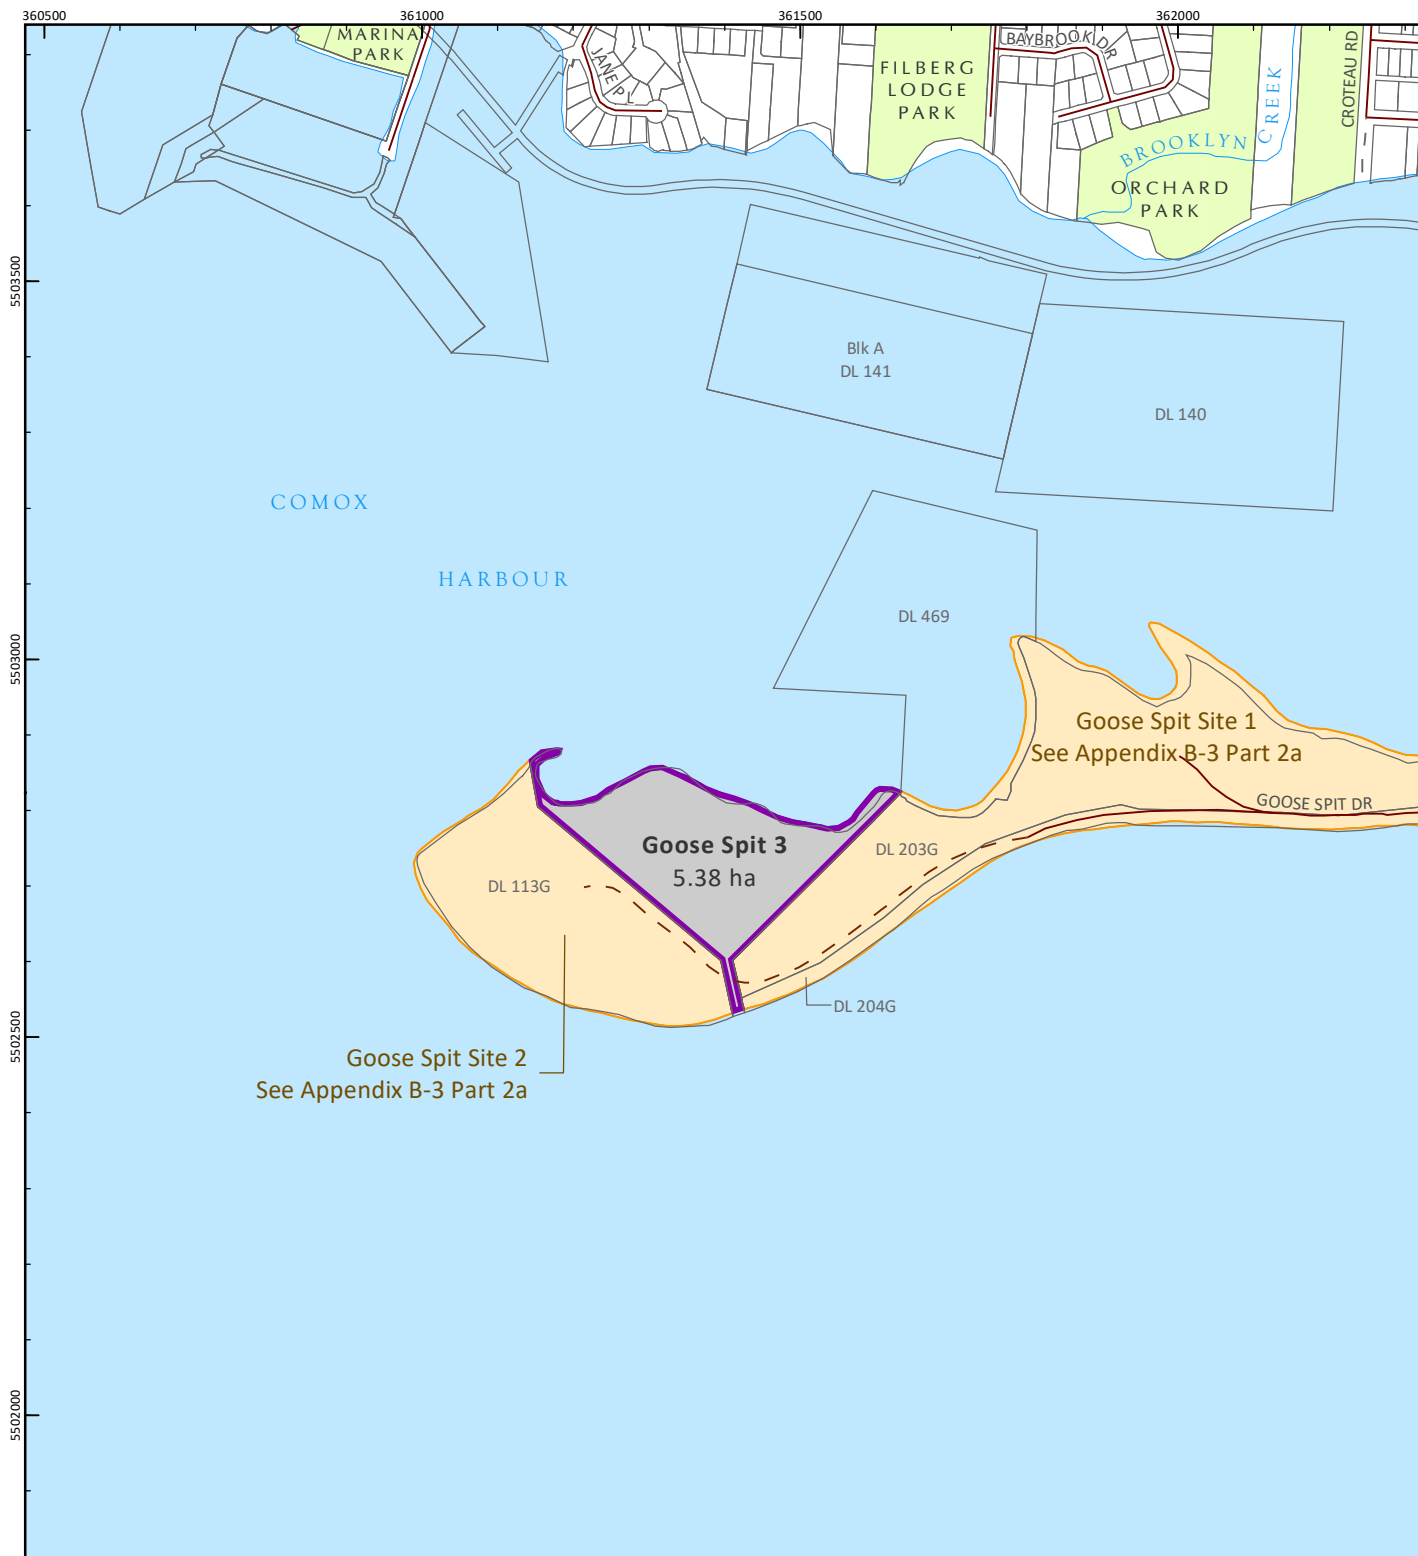 360500
361000
361500
362000
MARINA
PARK
JANE PL
FILBERG
LODGE
PARK
BAYBROOK DR
BROOKLYN
CREEK
CROTEAU RD
ORCHARD
PARK
5503500
Blk A
DL 141
DL 140
COMOX
HARBOUR
DL 469
5503000
Goose Spit Site 1
See Appendix B-3 Part 2a
GOOSE SPIT DR
Goose Spit 3
5.38 ha
DL 203G
DL 113G
DL 204G
5502500
Goose Spit Site 2
See Appendix B-3 Part 2a
5502000